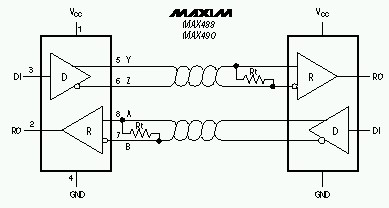 MAXIM
MAX488
MAX490
Vcc
Vcc
1
5 Y
DI 3 D
Rt R RO
6 Z
8 A
RO 2 R Rt
D DI
7
B
4
GND
GND